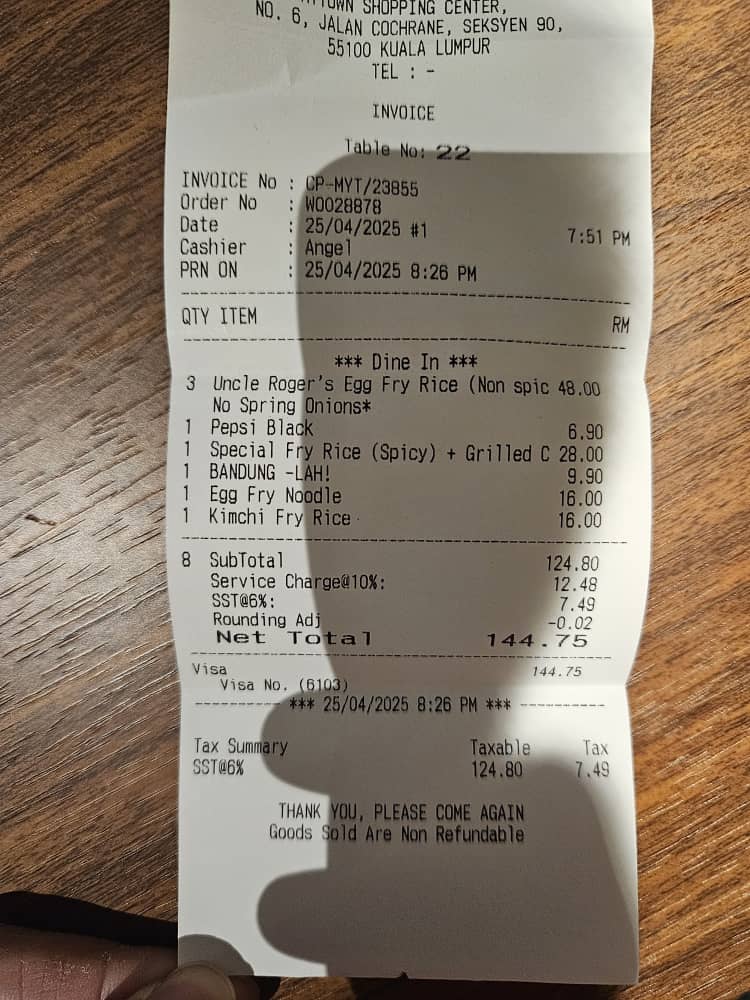 TOWN SHOPPING CENTER,
NO. 6, JALAN COCHRANE, SEKSYEN 90,
55100 KUALA LUMPUR
TEL : -
INVOICE
Table No: 22
INVOICE No : CP-MYT/23855
Order No : WO028878
Date : 25/04/2025 #1 7:51 PM
Cashier : Angel
PRN ON : 25/04/2025 8:26 PM
QTY ITEM RM
*** Dine In ***
3 Uncle Roger's Egg Fry Rice (Non spic 48.00
No Spring Onions*
1 Pepsi Black 6.90
1 Special Fry Rice (Spicy) + Grilled C 28.00
1 BANDUNG -LAH! 9.90
1 Egg Fry Noodle 16.00
1 Kimchi Fry Rice 16.00
8 SubTotal 124.80
Service Charge@10%: 12.48
SST@6%: 7.49
Rounding Adj -0.02
Net Total 144.75
Visa 144.75
Visa No. (6103)
*** 25/04/2025 8:26 PM ***
Tax Summary Taxable Tax
SST@6% 124.80 7.49
THANK YOU, PLEASE COME AGAIN
Goods Sold Are Non Refundable